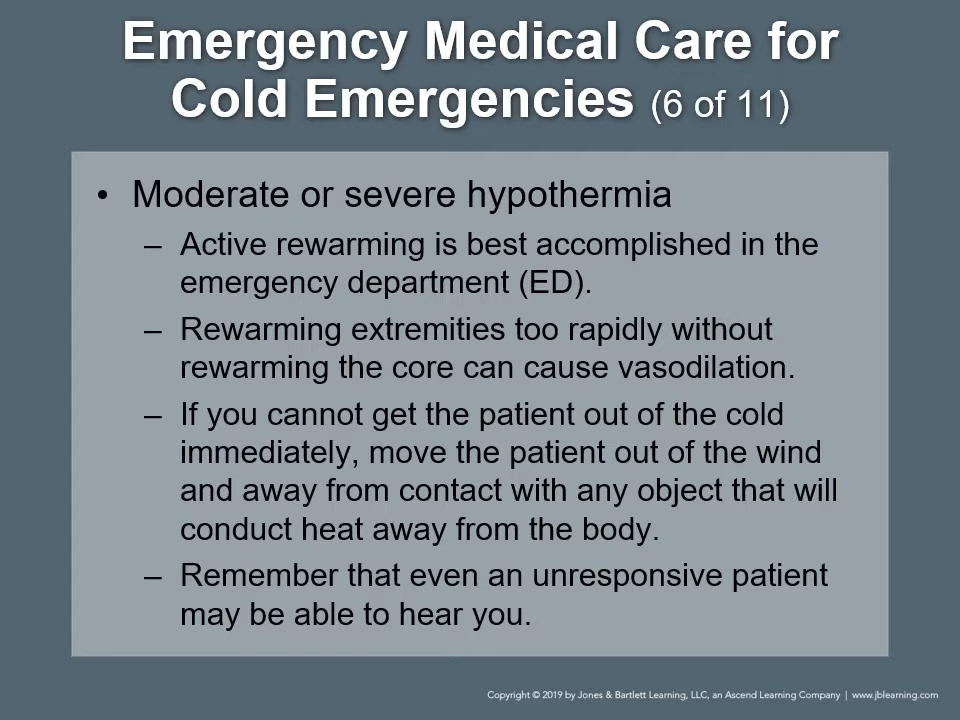 Emergency Medical Care for
Cold Emergencies (6 of 11)
• Moderate or severe hypothermia
– Active rewarming is best accomplished in the
emergency department (ED).
– Rewarming extremities too rapidly without
rewarming the core can cause vasodilation.
– If you cannot get the patient out of the cold
immediately, move the patient out of the wind
and away from contact with any object that will
conduct heat away from the body.
– Remember that even an unresponsive patient
may be able to hear you.
Copyright © 2019 by Jones & Bartlett Learning, LLC, an Ascend Learning Company | www.jblearning.com